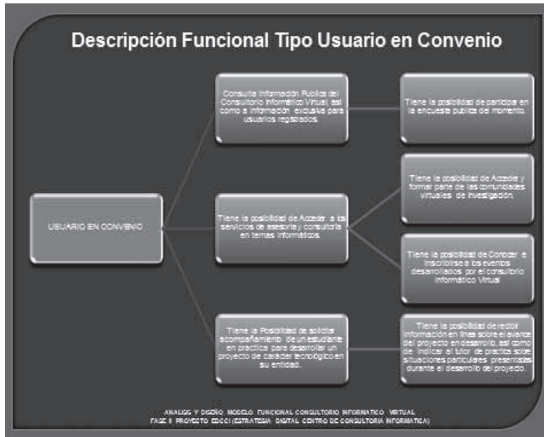 Descripción Funcional Tipo Usuario en Convenio
Consulta Información Publica del
Consultorio Informático Virtual, así
como a información exclusiva para
usuarios registrados.
Tiene la posibilidad de participar en
la encuesta publica del momento.
USUARIO EN CONVENIO
Tiene la posibilidad de Acceder a los
servicios de asesoría y consultoría
en temas informáticos.
Tiene la posibilidad de Acceder y
formar parte de las comunidades
virtuales de investigación.
Tiene la posibilidad de Conocer e
inscribirse a los eventos
desarrollados por el consultorio
Informático Virtual
Tiene la Posibilidad de solicitar
acompañamiento de un estudiante
en practica para desarrollar un
proyecto de carácter tecnológico en
su entidad.
Tiene la posibilidad de recibir
información en línea sobre el avance
del proyecto en desarrollo, así como
de indicar al tutor de practica sobre
situaciones particulares presentadas
durante el desarrollo del proyecto.
ANALISIS Y DISEÑO MODELO FUNCIONAL CONSULTORIO INFORMATICO VIRTUAL
FASE II PROYECTO EDCCI (ESTRATEGIA DIGITAL CENTRO DE CONSULTORIA INFORMATICA)